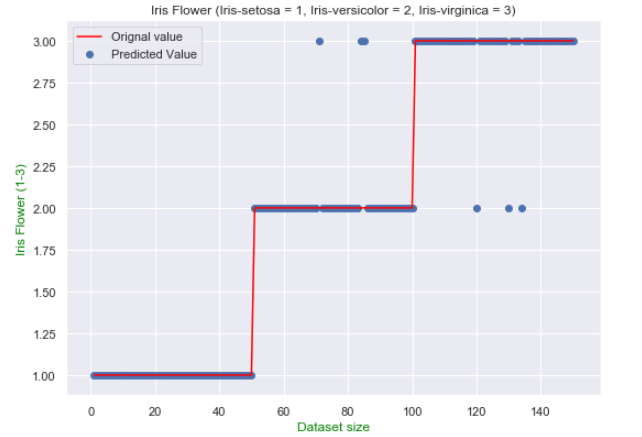 Iris Flower (Iris-setosa = 1, Iris-versicolor = 2, Iris-virginica = 3)
Orignal value
Predicted Value
3.00
2.75
2.50
2.25
2.00
1.75
1.50
1.25
1.00
Iris Flower (1-3)
0 20 40 60 80 100 120 140
Dataset size